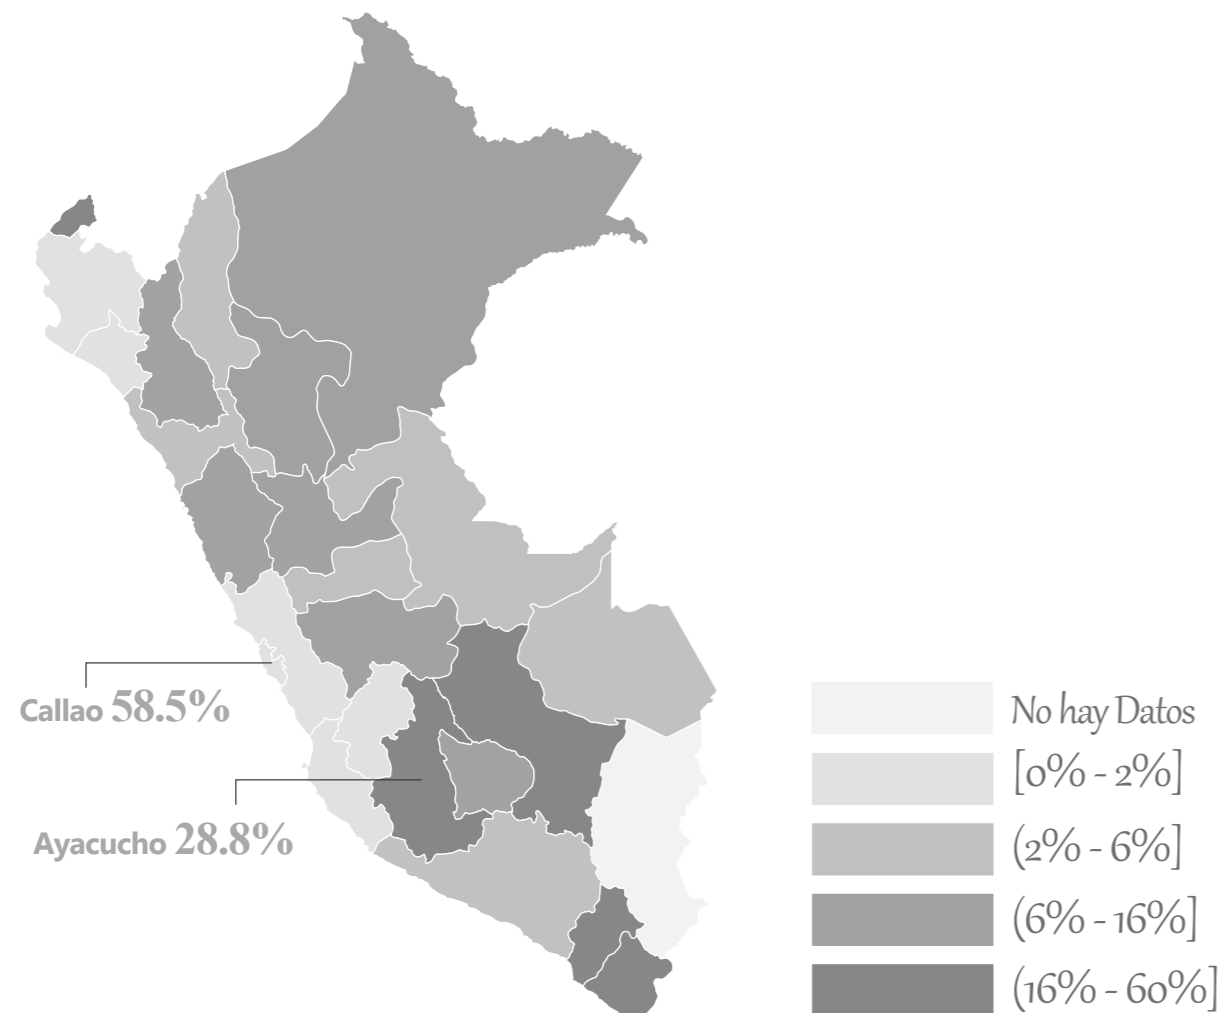 Callao 58.5%
Ayacucho 28.8%
No hay Datos
[0% - 2%]
(2% - 6%]
(6% - 16%]
(16% - 60%]